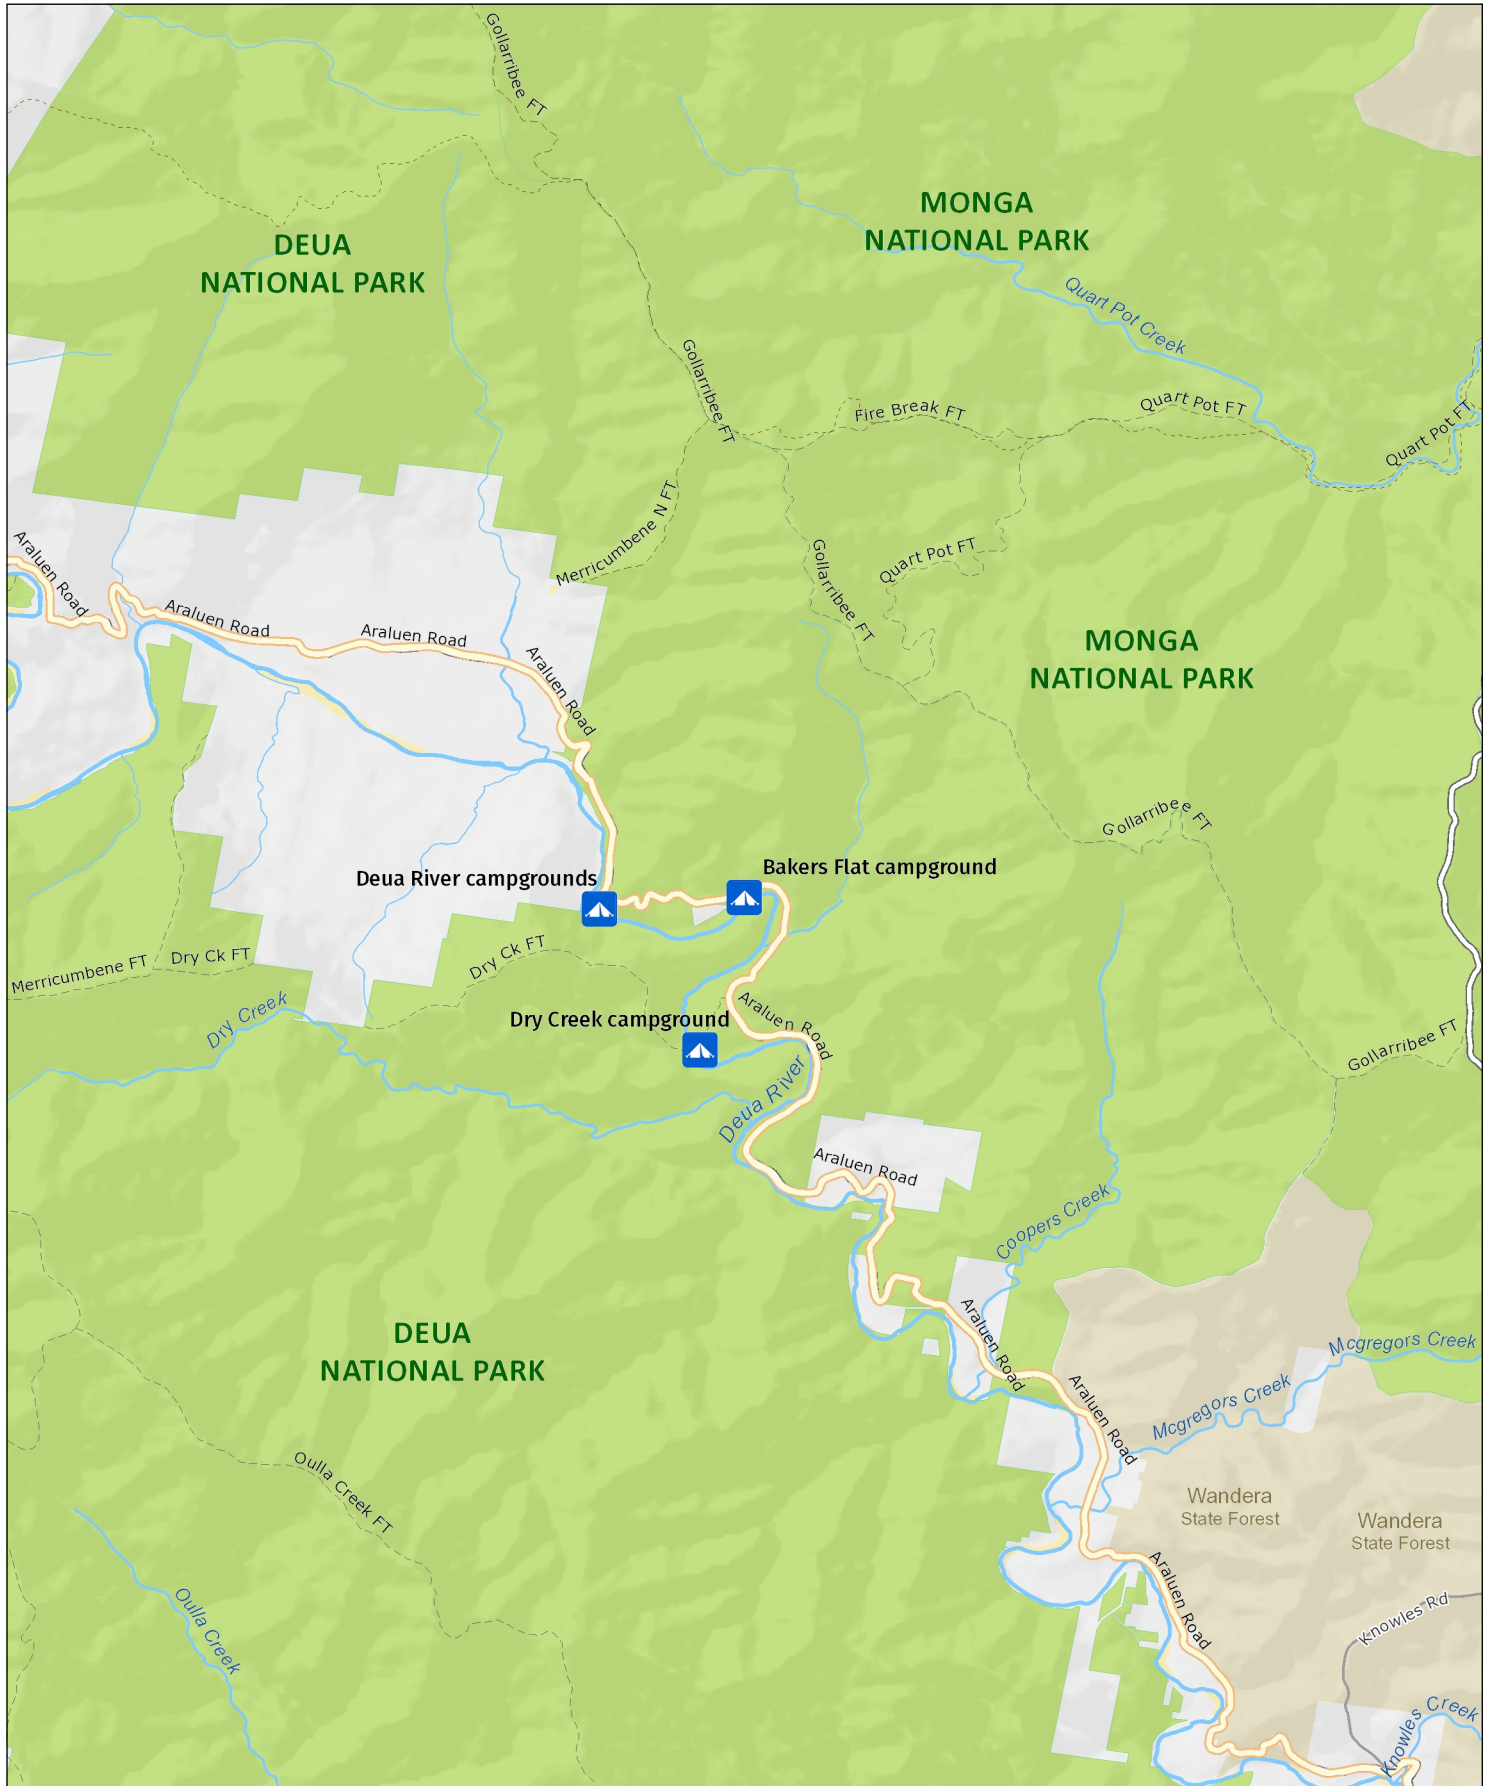 Gollarribee FT
MONGA
NATIONAL PARK
DEUA
NATIONAL PARK
Quart Pot Creek
Gollarribee FT
Fire Break FT
Quart Pot FT
Quart Pot FT
Merricumbene N FT
Araluen Road
Quart Pot FT
Gollarribee FT
Araluen Road
Araluen Road
Araluen Road
MONGA
NATIONAL PARK
Gollarribee FT
Bakers Flat campground
Deua River campgrounds
Dry Ck FT
Dry Ck FT
Merricumbene FT
Dry Creek
Araluen Road
Dry Creek campground
Gollarribee FT
Deua River
Araluen Road
Coopers Creek
DEUA
NATIONAL PARK
Araluen Road
Mcgregors Creek
Mcgregors Creek
Araluen Road
Oulla Creek FT
Wandera
State Forest
Wandera
State Forest
Araluen Road
Oulla Creek
Knowles Rd
Knowles Creek